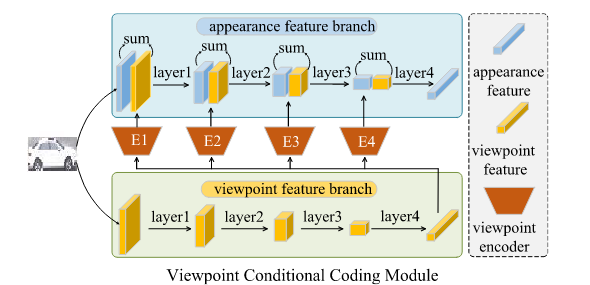 appearance feature branch
sum sum sum sum
layer1 layer2 layer3 layer4
appearance
feature
E1 E2 E3 E4
viewpoint
feature
viewpoint feature branch
layer1 layer2 layer3 layer4
viewpoint
encoder
Viewpoint Conditional Coding Module